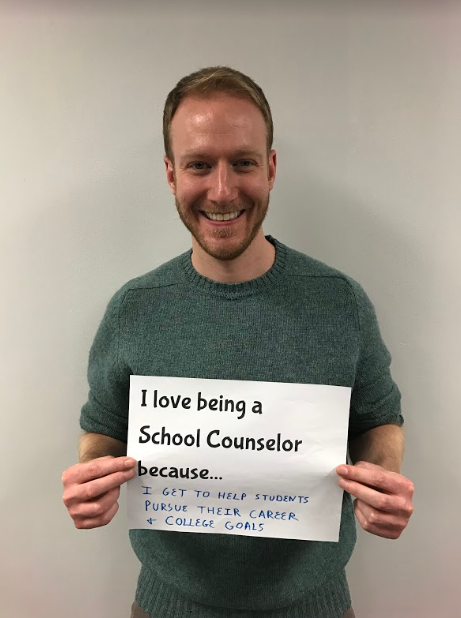 I love being a
School Counselor
because...
I GET TO HELP STUDENTS
PURSUE THEIR CAREER
& COLLEGE GOALS